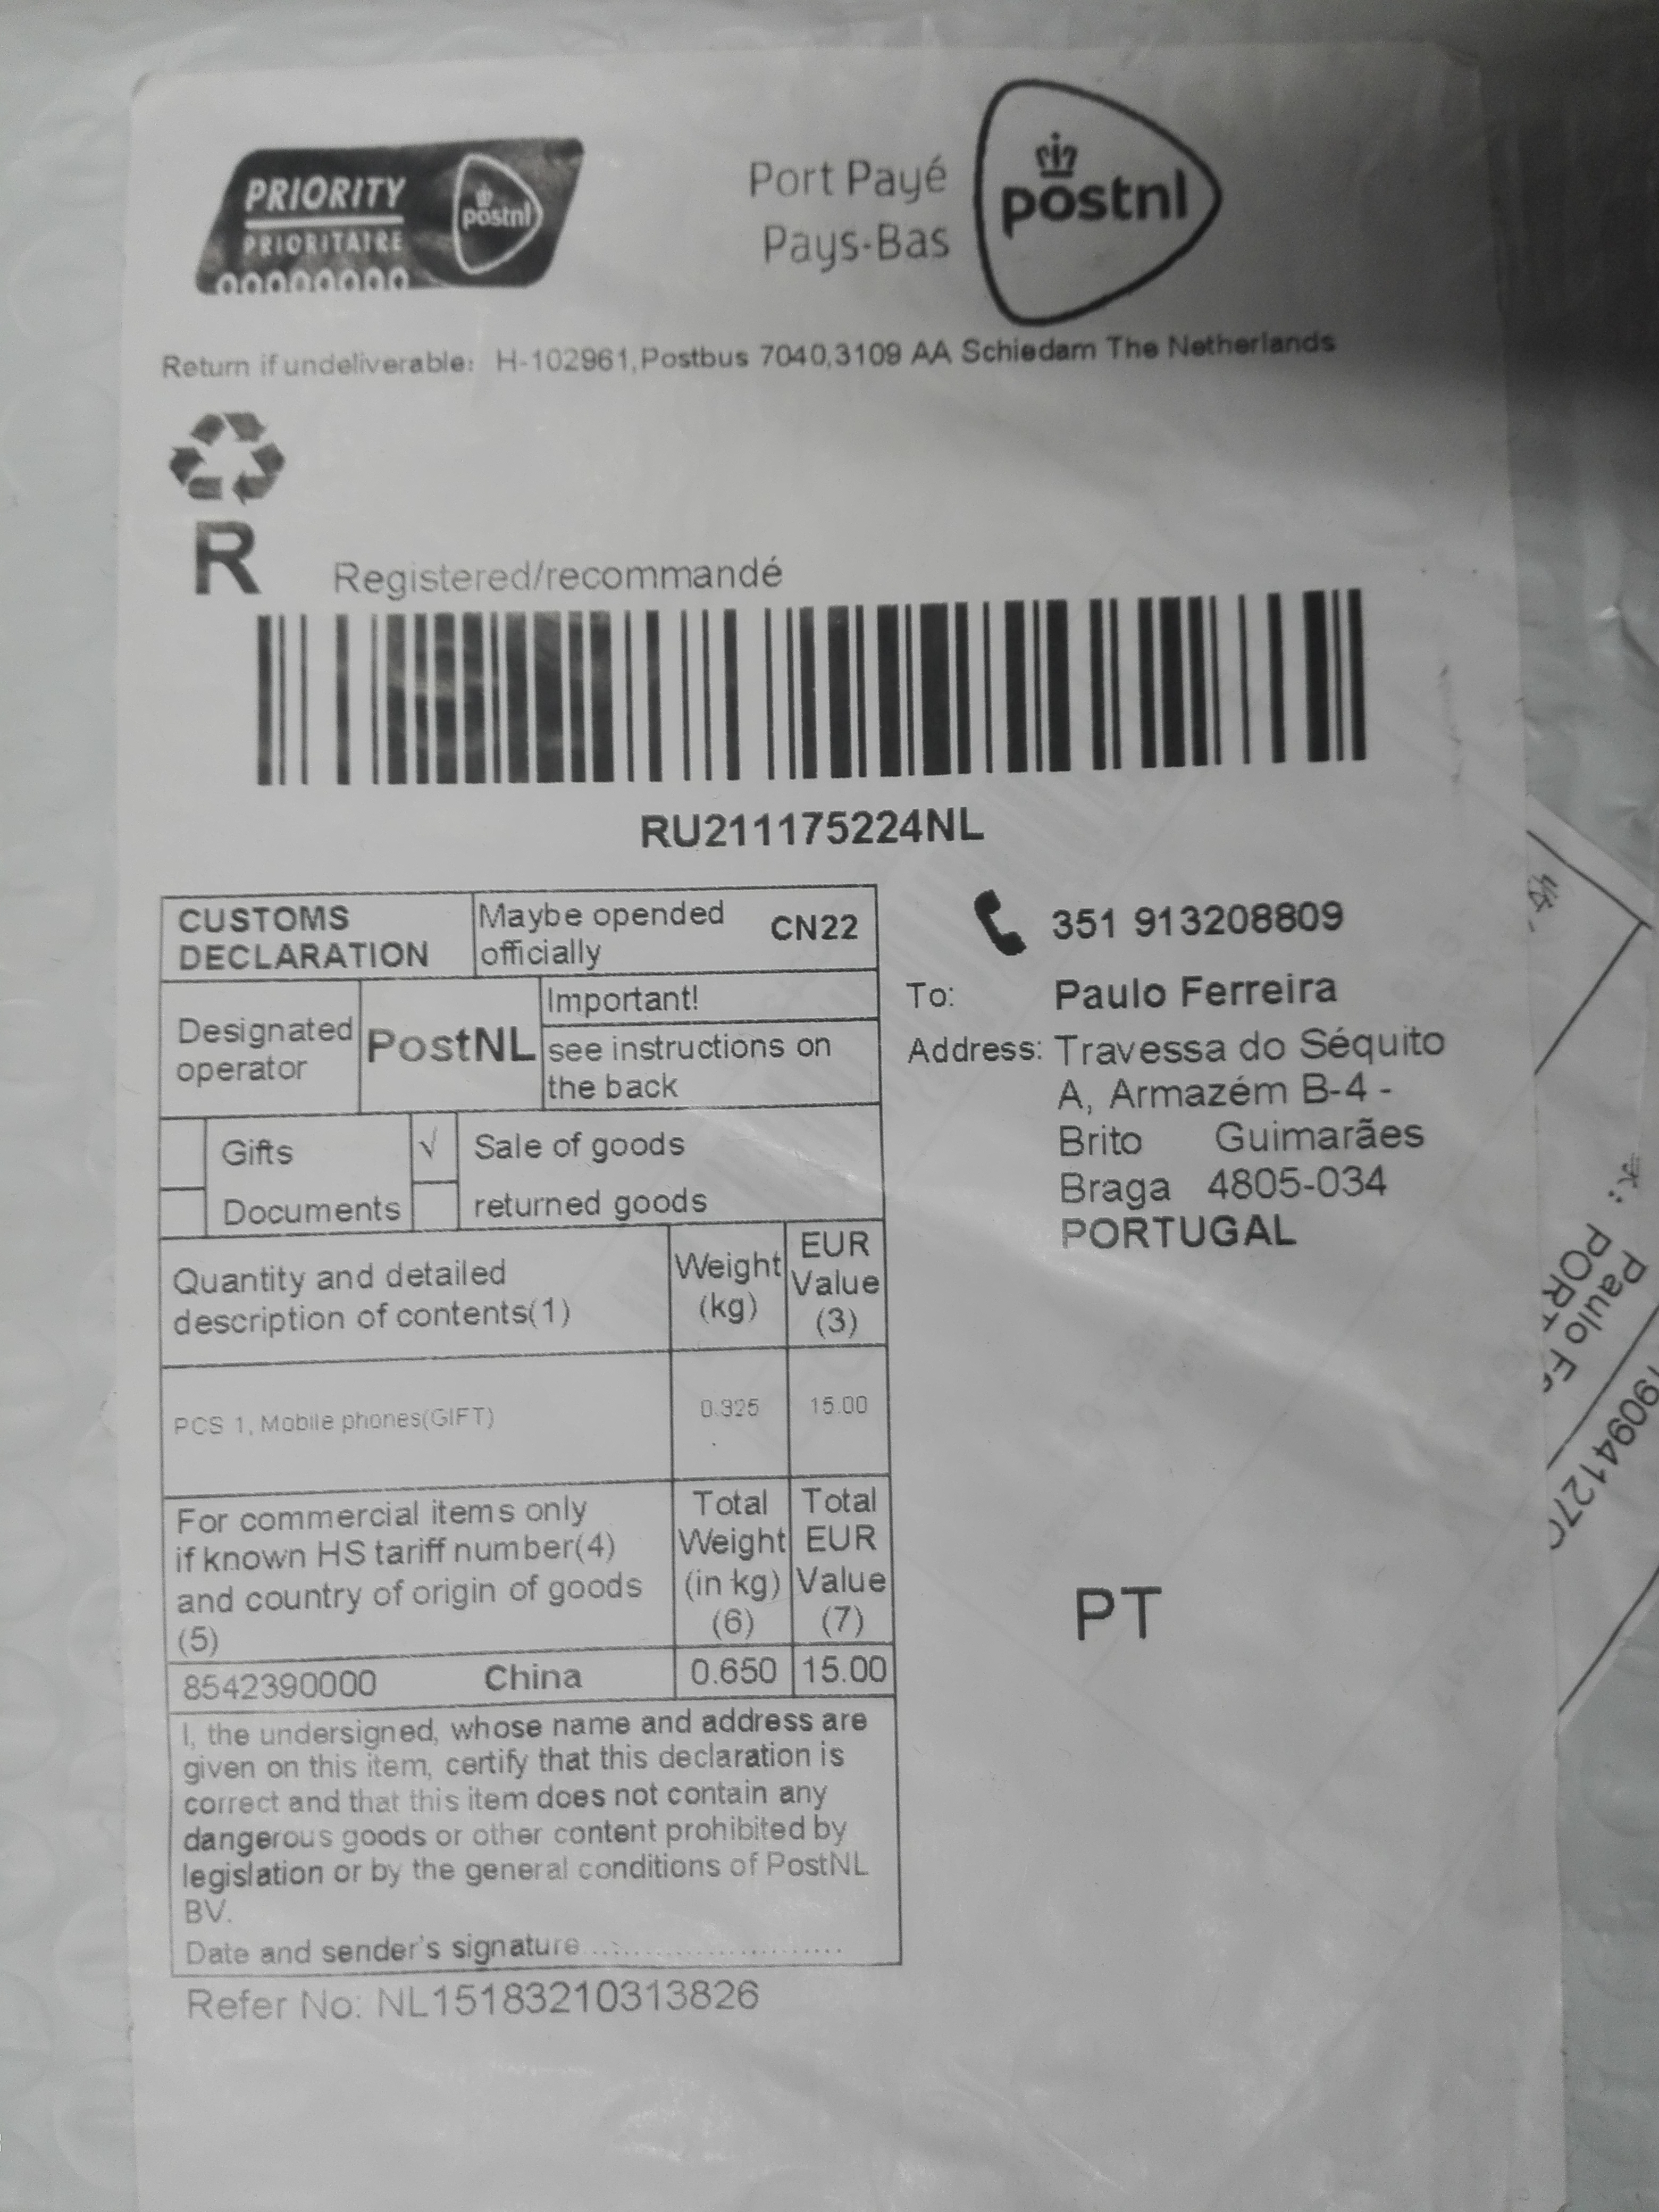 PRIORITY
PRIORITAIRE
postnl
Port Payé
Pays-Bas
postnl
Return if undeliverable: H-102961,Postbus 7040,3109 AA Schiedam The Netherlands
R
Registered/recommandé
RU211175224NL
CUSTOMS
DECLARATION
Maybe opended
officially
CN22
Designated
operator
PostNL
Important!
see instructions on
the back
Gifts
√ Sale of goods
Documents
returned goods
Quantity and detailed
description of contents(1)
Weight
(kg)
EUR
Value
(3)
PCS 1, Mobile phones(GIFT)
0.325
15.00
For commercial items only
if known HS tariff number(4)
and country of origin of goods
(5)
Total
Weight
(in kg)
(6)
Total
EUR
Value
(7)
8542390000 China
0.650
15.00
I, the undersigned, whose name and address are
given on this item, certify that this declaration is
correct and that this item does not contain any
dangerous goods or other content prohibited by
legislation or by the general conditions of PostNL
BV.
Date and sender's signature......................
Refer No: NL15183210313826
351 913208809
To: Paulo Ferreira
Address: Travessa do Séquito
A, Armazém B-4 -
Brito Guimarães
Braga 4805-034
PORTUGAL
PT
Paulo